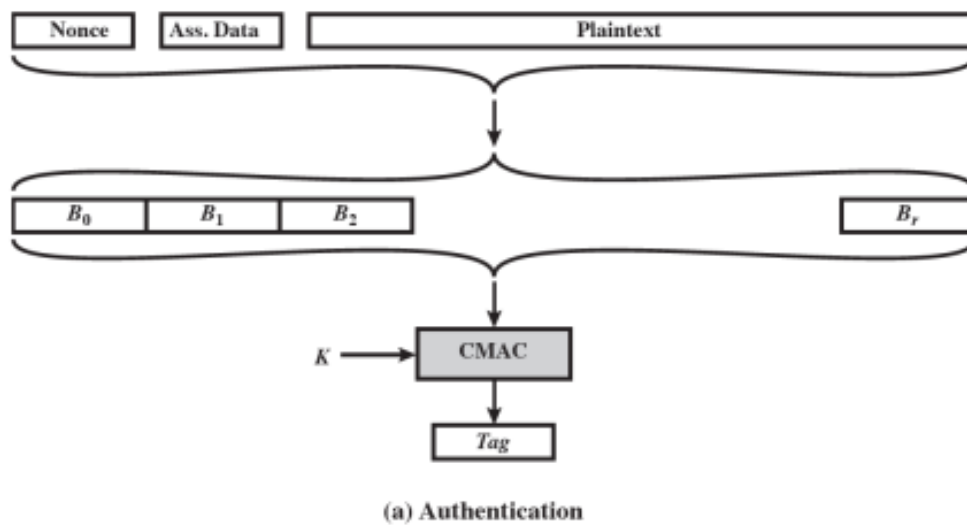 Nonce Ass. Data Plaintext
B₀ B₁ B₂ Bᵣ
K CMAC
Tag
(a) Authentication